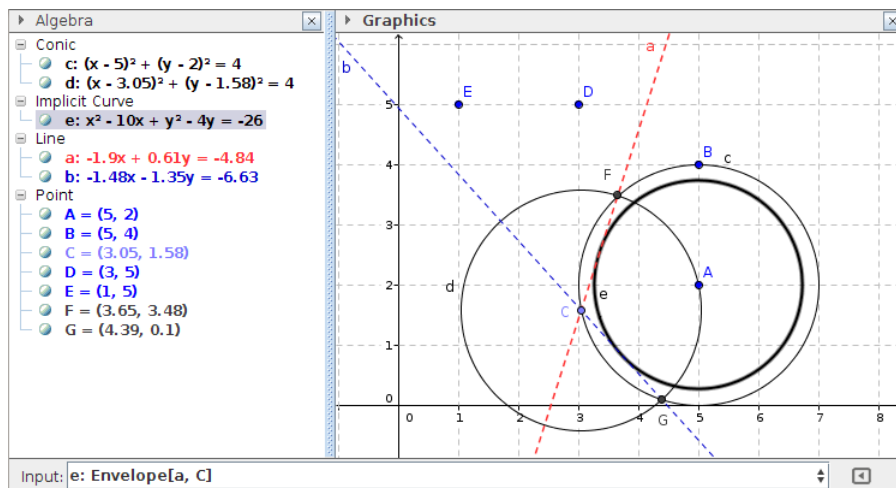 Algebra
Conic
c: (x - 5)² + (y - 2)² = 4
d: (x - 3.05)² + (y - 1.58)² = 4
Implicit Curve
e: x² - 10x + y² - 4y = -26
Line
a: -1.9x + 0.61y = -4.84
b: -1.48x - 1.35y = -6.63
Point
A = (5, 2)
B = (5, 4)
C = (3.05, 1.58)
D = (3, 5)
E = (1, 5)
F = (3.65, 3.48)
G = (4.39, 0.1)
Graphics
a
b
E
D
5
B
c
4
F
3
d
A
2
e
C
1
0
0 1 2 3 4 5 6 7 8
G
Input: e: Envelope[a, C]